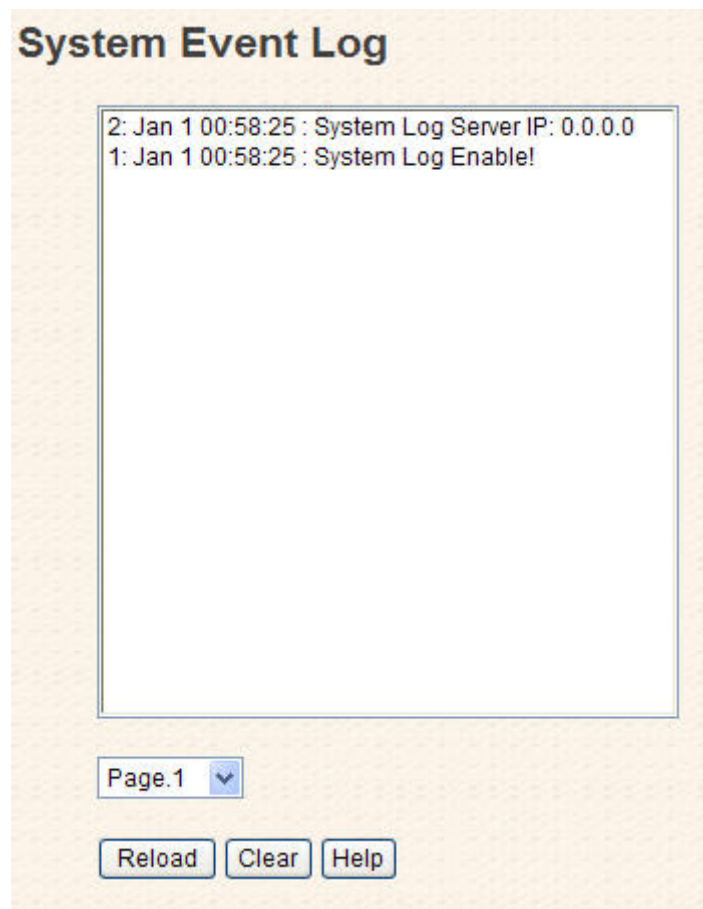 System Event Log
2: Jan 1 00:58:25 : System Log Server IP: 0.0.0.0
1: Jan 1 00:58:25 : System Log Enable!
Page.1
Reload Clear Help